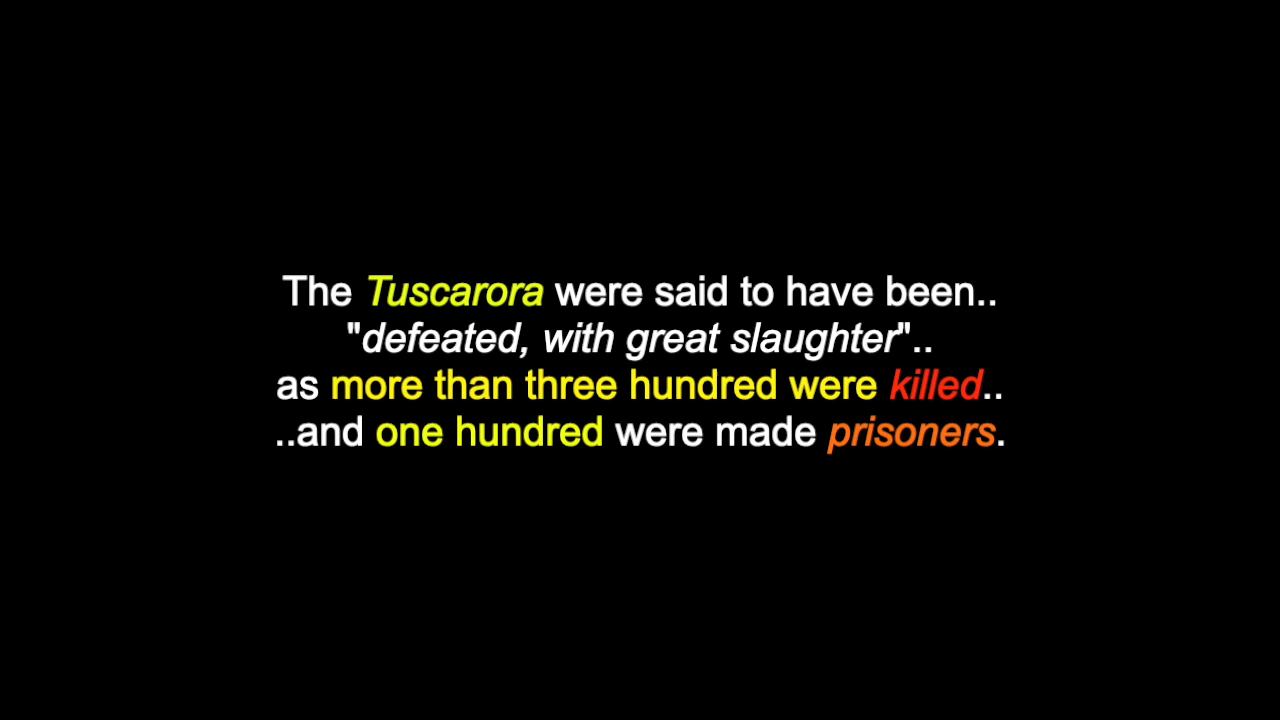 The Tuscarora were said to have been..
"defeated, with great slaughter"..
as more than three hundred were killed..
..and one hundred were made prisoners.